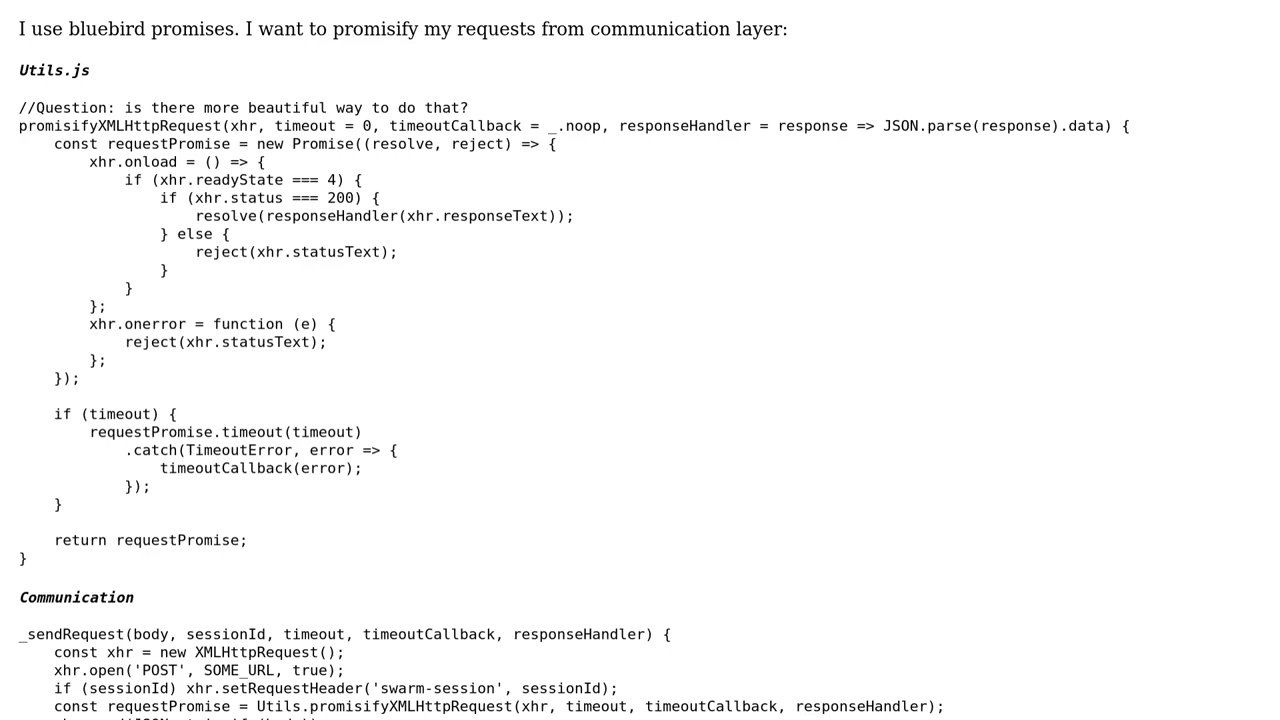 I use bluebird promises. I want to promisify my requests from communication layer:
Utils.js
//Question: is there more beautiful way to do that?
promisifyXMLHttpRequest(xhr, timeout = 0, timeoutCallback = _.noop, responseHandler = response => JSON.parse(response).data) {
    const requestPromise = new Promise((resolve, reject) => {
        xhr.onload = () => {
            if (xhr.readyState === 4) {
                if (xhr.status === 200) {
                    resolve(responseHandler(xhr.responseText));
                } else {
                    reject(xhr.statusText);
                }
            }
        };
        xhr.onerror = function (e) {
            reject(xhr.statusText);
        };
    });
    if (timeout) {
        requestPromise.timeout(timeout)
            .catch(TimeoutError, error => {
                timeoutCallback(error);
            });
    }
    return requestPromise;
}
Communication
_sendRequest(body, sessionId, timeout, timeoutCallback, responseHandler) {
    const xhr = new XMLHttpRequest();
    xhr.open('POST', SOME_URL, true);
    if (sessionId) xhr.setRequestHeader('swarm-session', sessionId);
    const requestPromise = Utils.promisifyXMLHttpRequest(xhr, timeout, timeoutCallback, responseHandler);